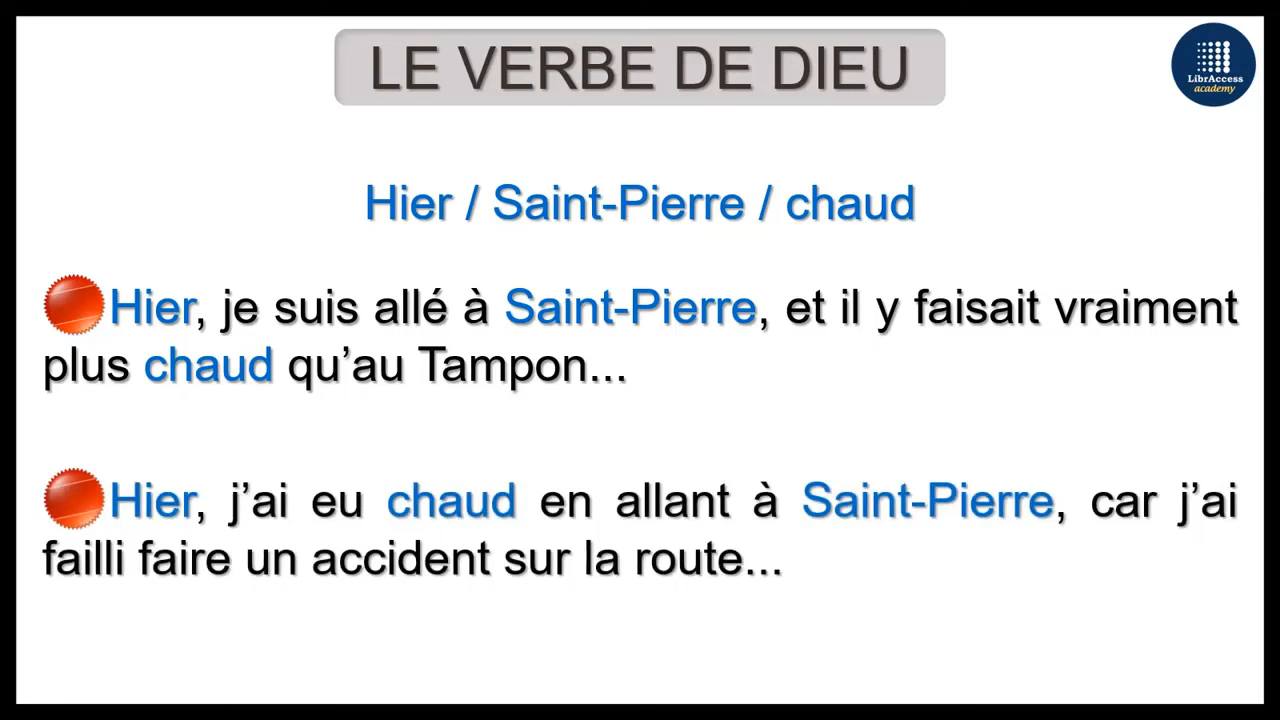 LE VERBE DE DIEU
LibrAccess
academy
Hier / Saint-Pierre / chaud
Hier, je suis allé à Saint-Pierre, et il y faisait vraiment
plus chaud qu’au Tampon...
Hier, j’ai eu chaud en allant à Saint-Pierre, car j’ai
failli faire un accident sur la route...